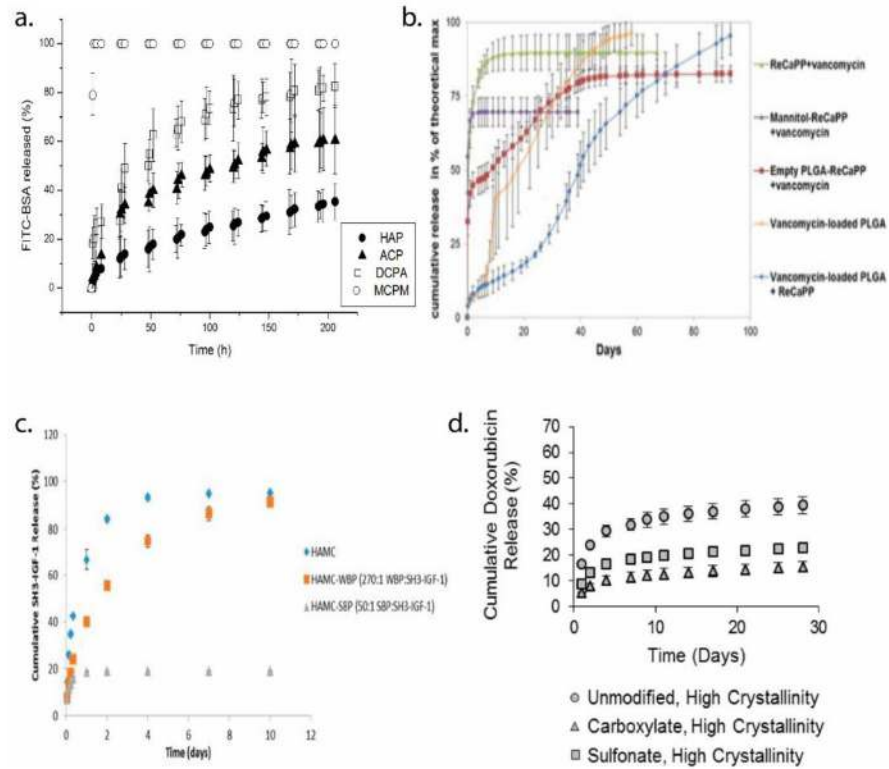 a.
FITC-BSA released (%)
100
80
60
40
20
0
HAP
ACP
DCPA
MCPM
0
50
100
150
200
Time (h)
b.
cumulative release in % of theoretical max
100
75
50
25
0
0
20
40
60
80
100
Days
ReCaPP+vancomycin
Mannitol-ReCaPP
+vancomycin
Empty PLGA-ReCaPP
+vancomycin
Vancomycin-loaded PLGA
Vancomycin-loaded PLGA
+ ReCaPP
c.
Cumulative SH3-IGF-1 Release (%)
120
100
80
60
40
20
0
0
2
4
6
8
10
12
Time (days)
HAMC
HAMC-WBP (270:1 WBP:SH3-IGF-1)
HAMC-SBP (50:1 SBP:SH3-IGF-1)
d.
Cumulative Doxorubicin
Release (%)
70
60
50
40
30
20
10
0
0
10
20
30
Time (Days)
Unmodified, High Crystallinity
Carboxylate, High Crystallinity
Sulfonate, High Crystallinity